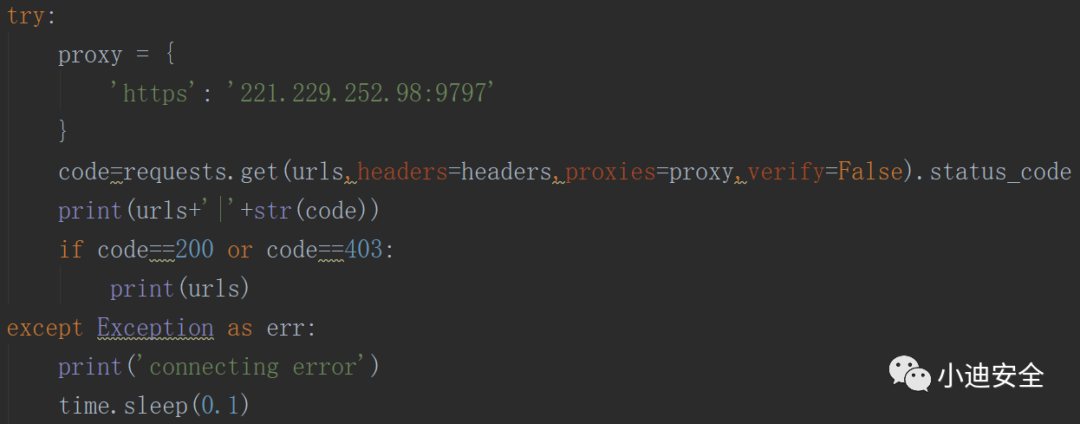 try:
    proxy = {
        'https': '221.229.252.98:9797'
    }
    code=requests.get(urls,headers=headers,proxies=proxy,verify=False).status_code
    print(urls+'|'+str(code))
    if code==200 or code==403:
        print(urls)
except Exception as err:
    print('connecting error')
    time.sleep(0.1)
小迪安全